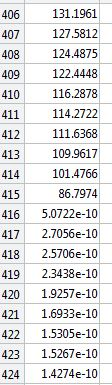 406 131.1961
407 127.5812
408 124.4875
409 122.4448
410 116.2878
411 114.2722
412 111.6368
413 109.9617
414 101.4766
415 86.7974
416 5.0722e-10
417 2.7056e-10
418 2.5706e-10
419 2.3438e-10
420 1.9257e-10
421 1.6933e-10
422 1.5305e-10
423 1.5267e-10
424 1.4274e-10